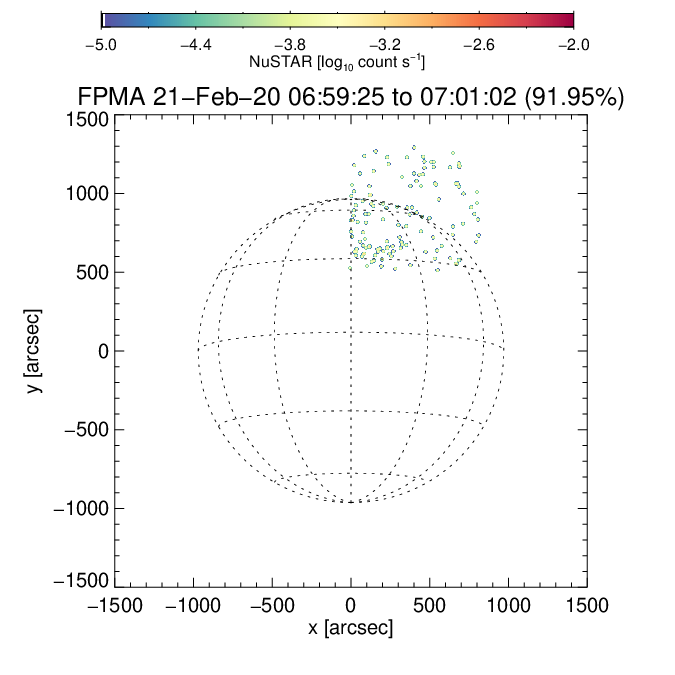 −5.0 −4.4 −3.8 −3.2 −2.6 −2.0
NuSTAR [log₁₀ count s⁻¹]
FPMA 21−Feb−20 06:59:25 to 07:01:02 (91.95%)
1500
1000
500
0
−500
−1000
−1500
y [arcsec]
−1500 −1000 −500 0 500 1000 1500
x [arcsec]